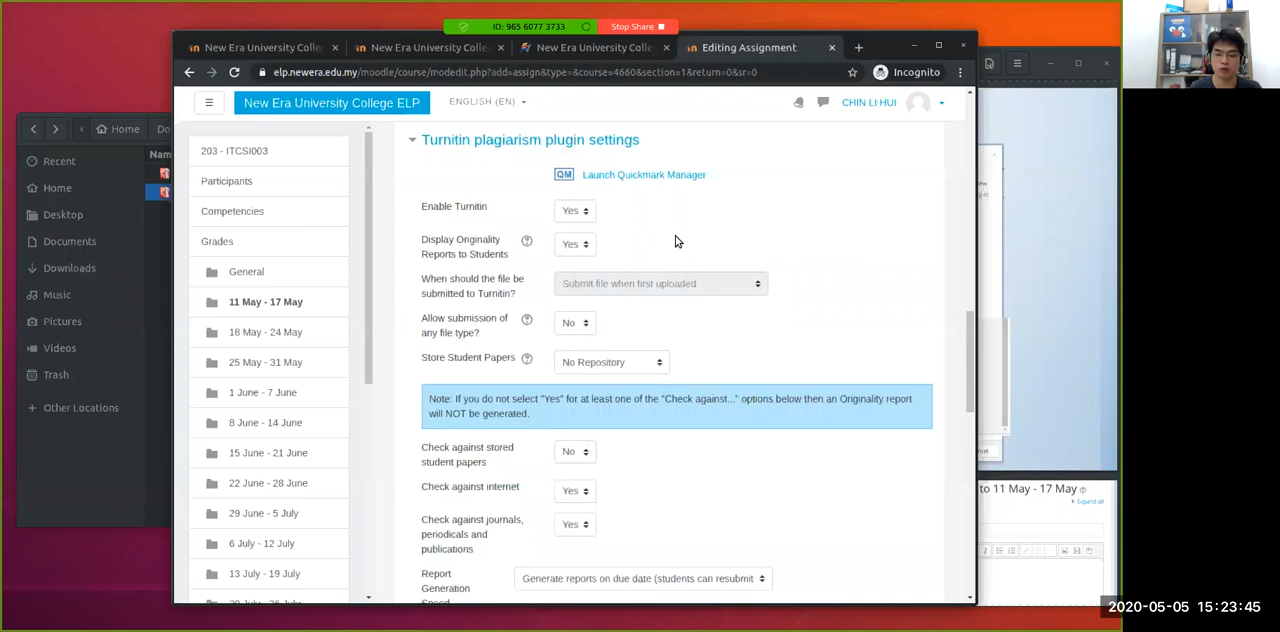 ID: 965 6077 3733
Stop Share
New Era University Colle
New Era University College
New Era University Colle
Editing Assignment
elp.newera.edu.my/moodle/course/modedit.php?add=assign&type=&course=4660&section=1&return=0&sr=0
Incognito
New Era University College ELP
ENGLISH (EN)
CHIN LI HUI
Home
Do
Nam
Recent
Home
Desktop
Documents
Downloads
Music
Pictures
Videos
Trash
Other Locations
203 - ITCSI003
Participants
Competencies
Grades
General
11 May - 17 May
18 May - 24 May
25 May - 31 May
1 June - 7 June
8 June - 14 June
15 June - 21 June
22 June - 28 June
29 June - 5 July
6 July - 12 July
13 July - 19 July
Turnitin plagiarism plugin settings
QM Launch Quickmark Manager
Enable Turnitin
Yes
Display Originality
Reports to Students
Yes
When should the file be
submitted to Turnitin?
Submit file when first uploaded
Allow submission of
any file type?
No
Store Student Papers
No Repository
Note: If you do not select "Yes" for at least one of the "Check against..." options below then an Originality report
will NOT be generated.
Check against stored
student papers
No
Check against internet
Yes
Check against journals,
periodicals and
publications
Yes
Report
Generation
Speed
Generate reports on due date (students can resubmit
to 11 May - 17 May
Expand all
2020-05-05 15:23:45